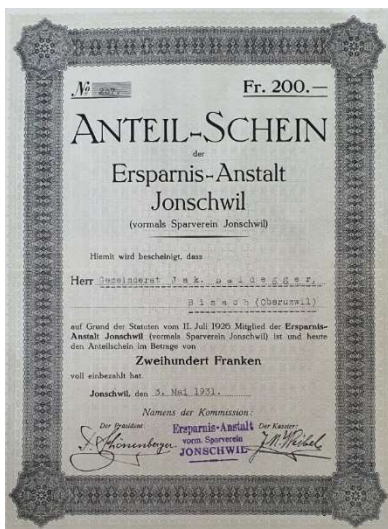 No
Fr. 200.—
ANTEIL-SCHEIN
der
Ersparnis-Anstalt
Jonschwil
(vormals Sparverein Jonschwil)
Hiemit wird bescheinigt, dass
Herr Gemeinderat Jak. Baldegger,
Bisach (Oberuzwil)
auf Grund der Statuten vom 11. Juli 1926 Mitglied der Ersparnis-
Anstalt Jonschwil (vormals Sparverein Jonschwil) ist und heute
den Anteilschein im Betrage von
Zweihundert Franken
voll einbezahlt hat.
Jonschwil, den 3. Mai 1931.
Namens der Kommission:
Der Präsident: Der Kassier:
Ersparnis-Anstalt
vorm. Sparverein
JONSCHWIL
Schönenberger